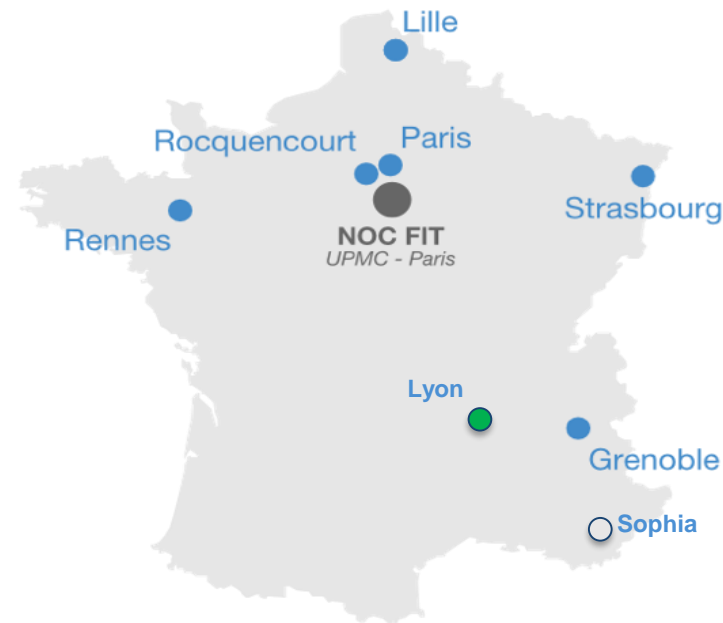 Lille
Rocquencourt
Paris
Strasbourg
Rennes
NOC FIT
UPMC - Paris
Lyon
Grenoble
Sophia